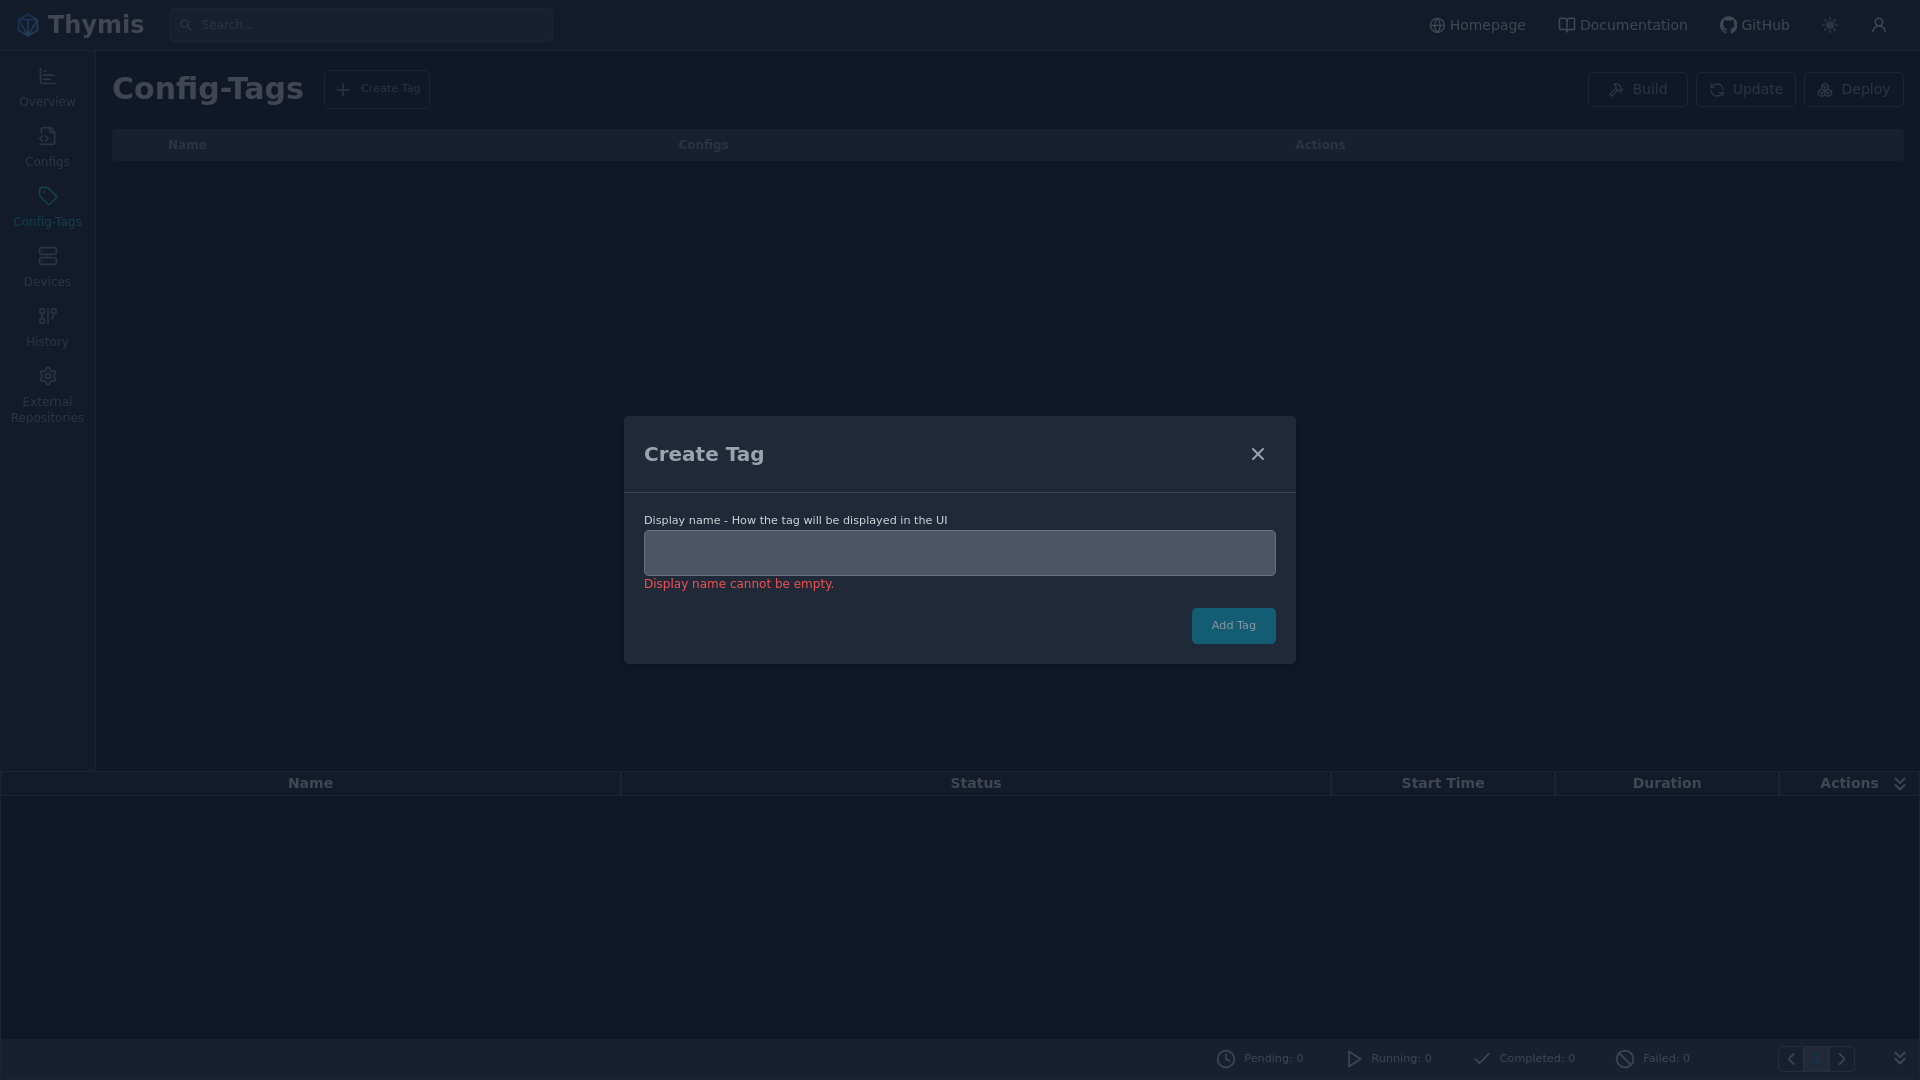 Thymis
Search...
Homepage
Documentation
GitHub
Overview
Configs
Config-Tags
Devices
History
External
Repositories
Config-Tags
Create Tag
Build
Update
Deploy
Name Configs Actions
Create Tag
Display name - How the tag will be displayed in the UI
Display name cannot be empty.
Add Tag
Name Status Start Time Duration Actions
Pending: 0
Running: 0
Completed: 0
Failed: 0